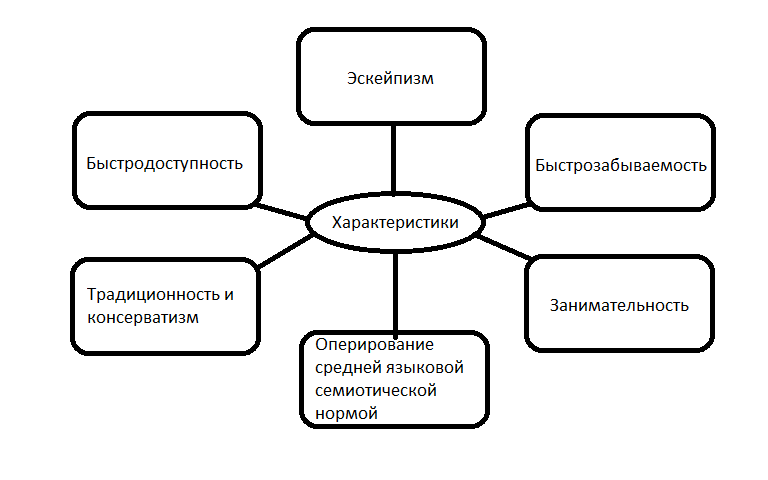 Эскейпизм
Быстродоступность
Быстрозабываемость
Характеристики
Традиционность и
консерватизм
Занимательность
Оперирование
средней языковой
семиотической
нормой